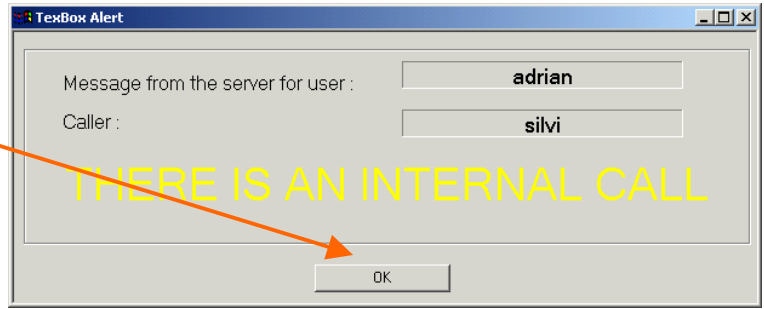 TexBox Alert
Message from the server for user : adrian
Caller : silvi
THERE IS AN INTERNAL CALL
OK